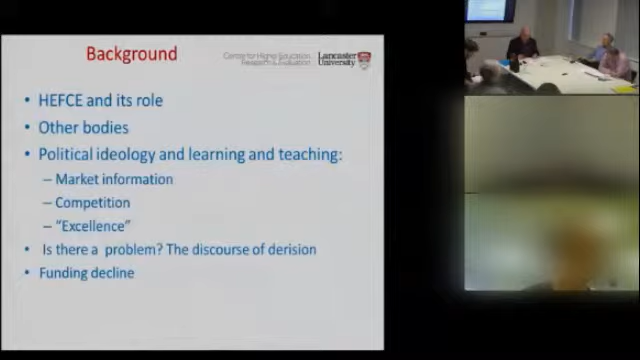 Background
Centre for Higher Education
Research & Evaluation
Lancaster
University
• HEFCE and its role
• Other bodies
• Political ideology and learning and teaching:
– Market information
– Competition
– “Excellence”
• Is there a problem? The discourse of derision
• Funding decline